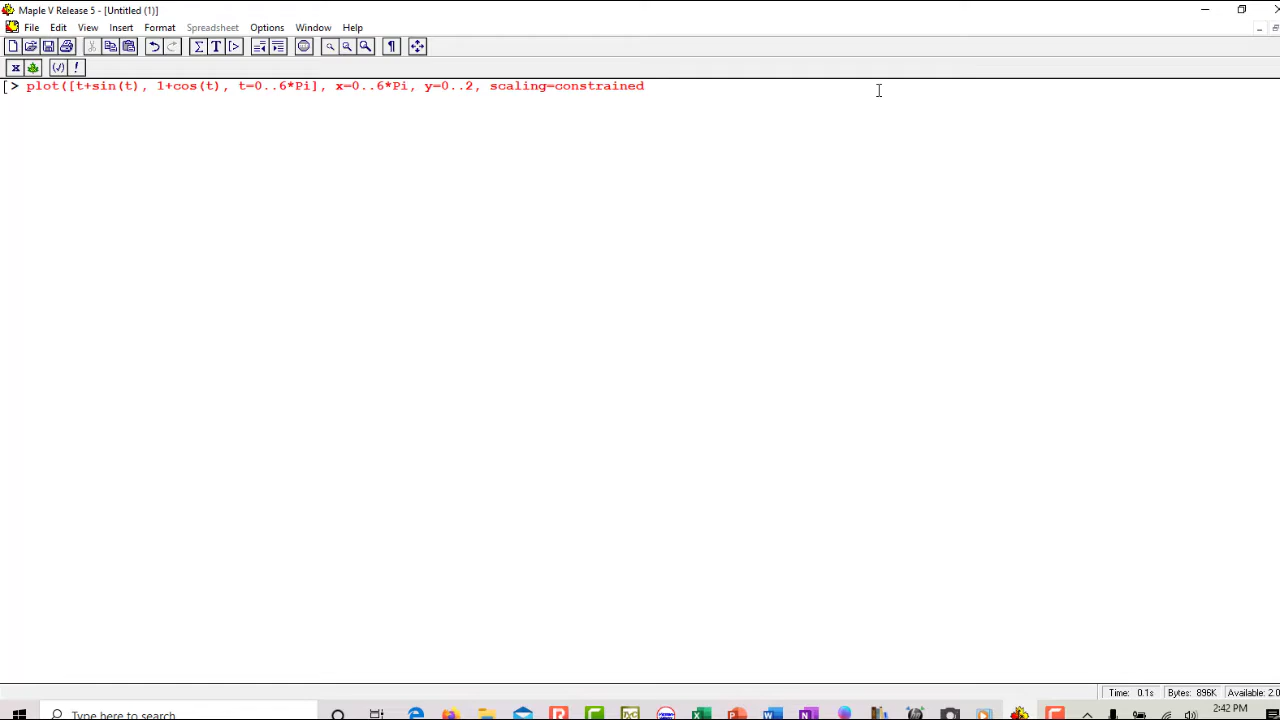 Maple V Release 5 - [Untitled (1)]
File Edit View Insert Format Spreadsheet Options Window Help
[> plot([t+sin(t), 1+cos(t), t=0..6*Pi], x=0..6*Pi, y=0..2, scaling=constrained
Time: 0.1s Bytes: 896K Available: 2.0
Type here to search
2:42 PM